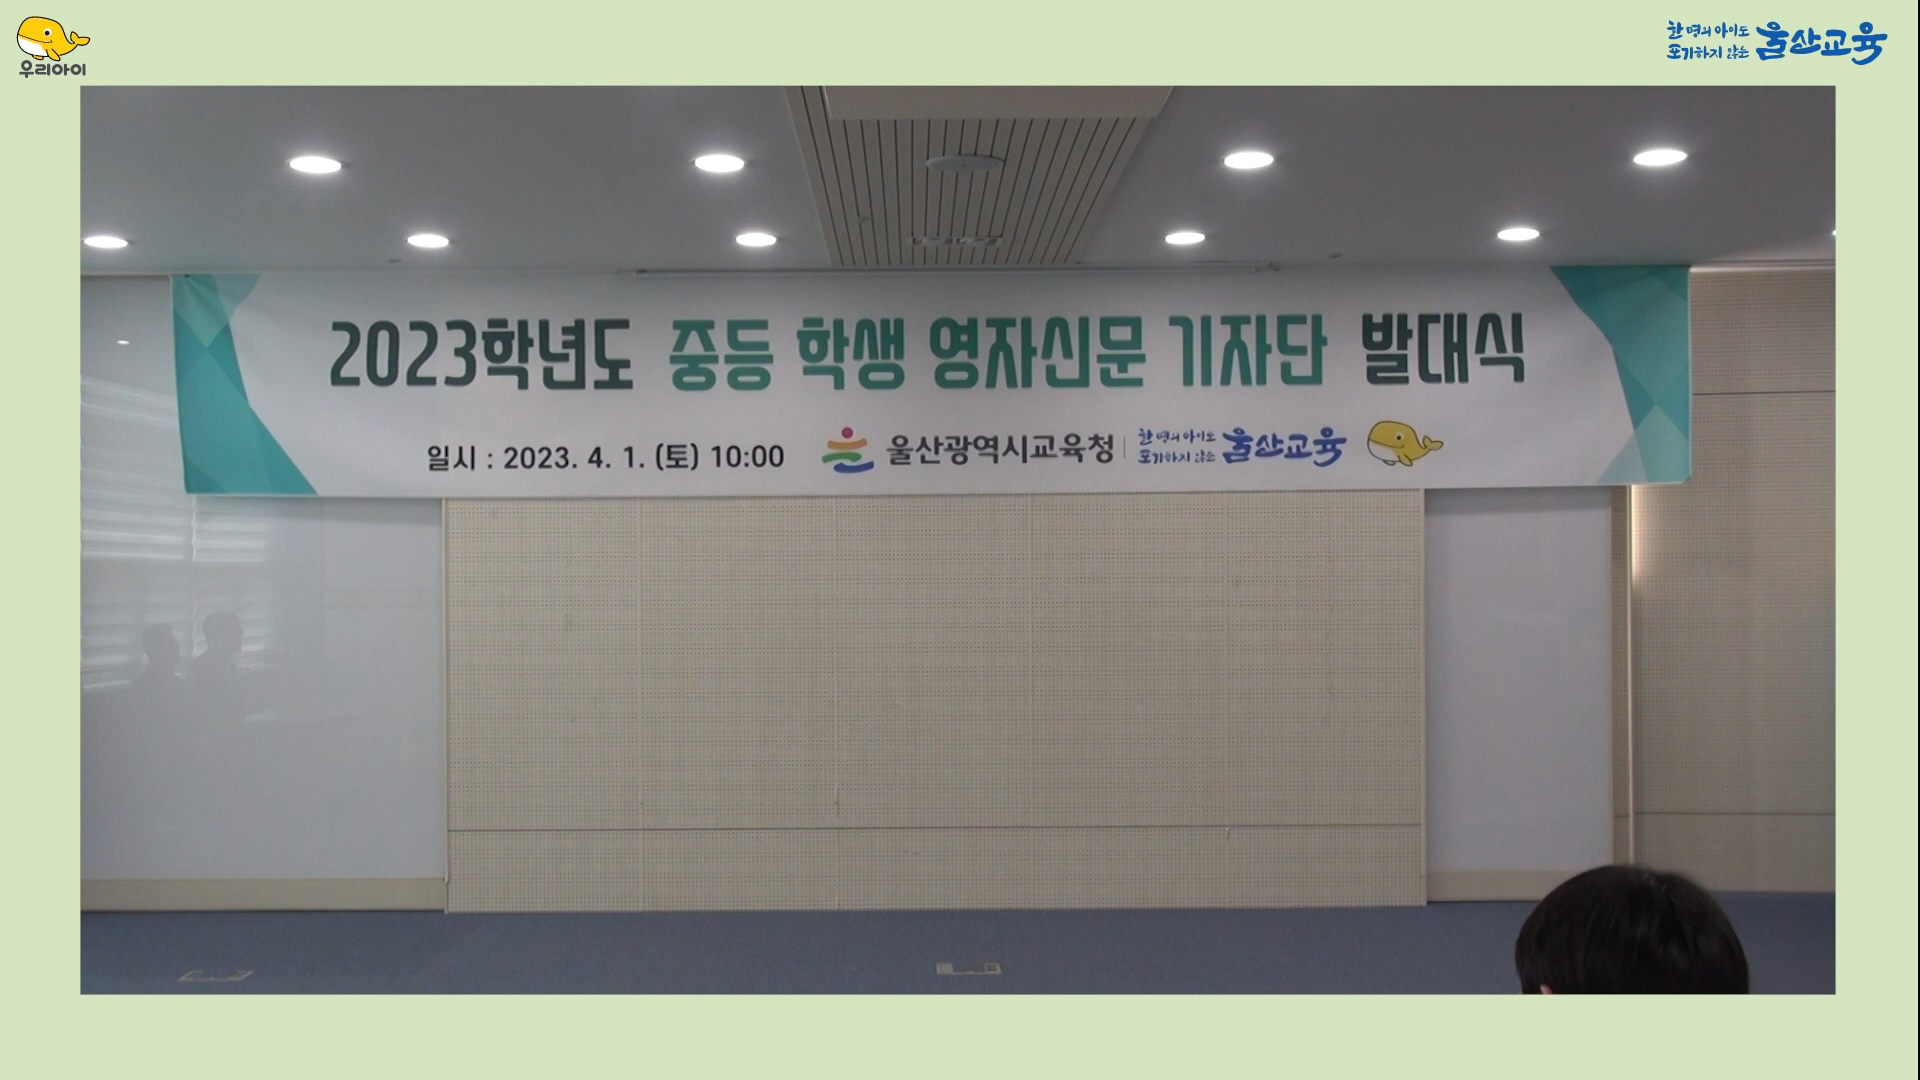 우리아이
한 명의 아이도
포기하지 않는 울산교육
2023학년도 중등 학생 영자신문 기자단 발대식
일시 : 2023. 4. 1. (토) 10:00
울산광역시교육청
한 명의 아이도
포기하지 않는 울산교육